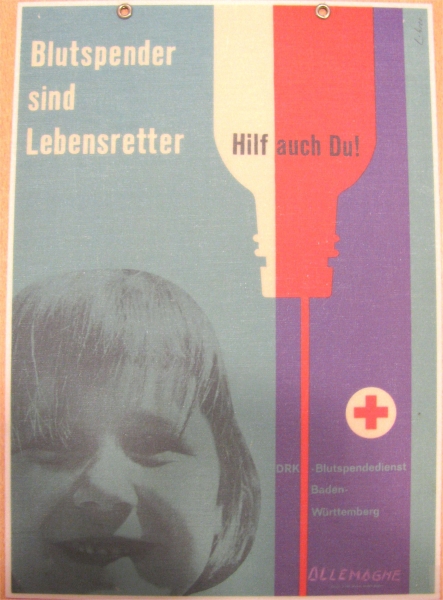 Blutspender
sind
Lebensretter
Hilf auch Du!
DRK-Blutspendedienst
Baden-
Württemberg
ALLEMAGNE